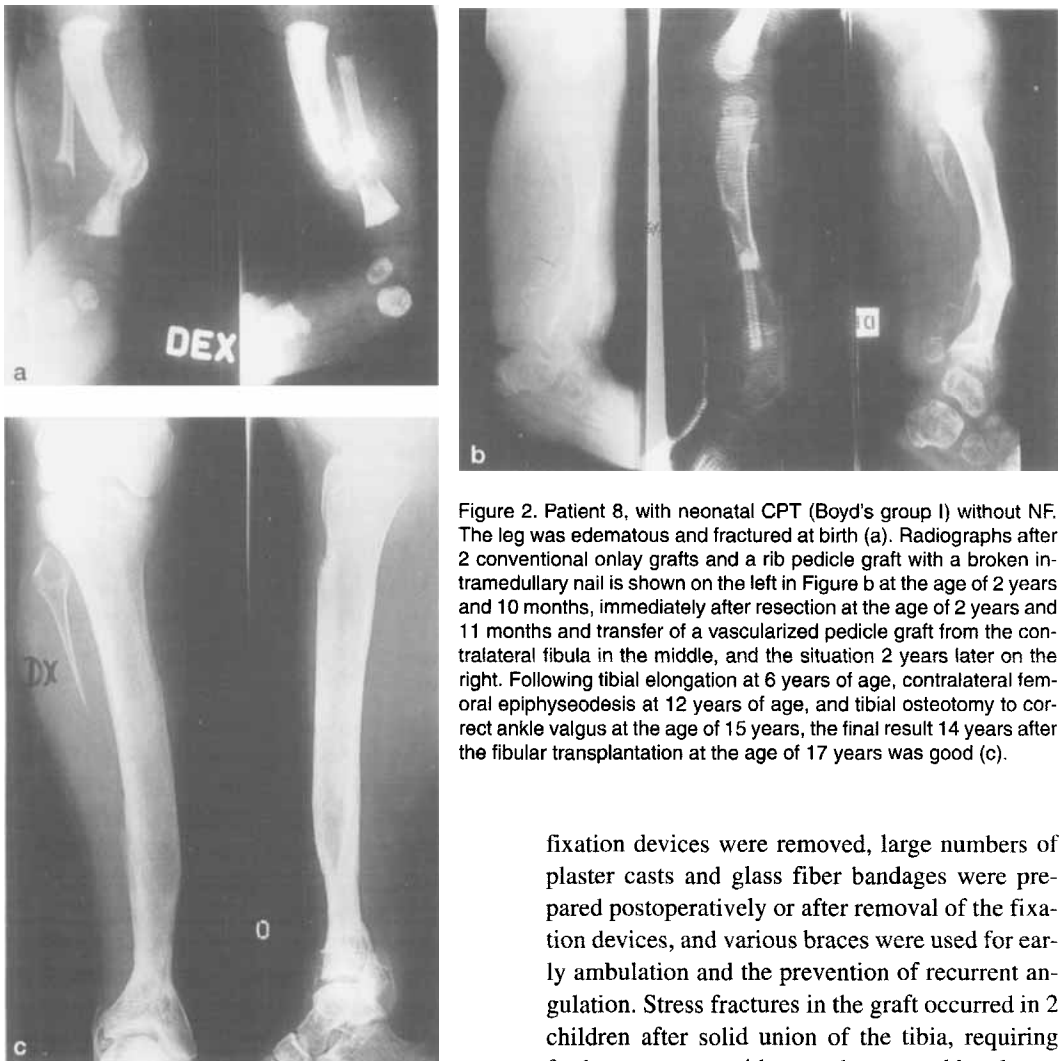 DEX
a
b
DX
0
c
Figure 2. Patient 8, with neonatal CPT (Boyd's group I) without NF.
The leg was edematous and fractured at birth (a). Radiographs after
2 conventional onlay grafts and a rib pedicle graft with a broken in-
tramedullary nail is shown on the left in Figure b at the age of 2 years
and 10 months, immediately after resection at the age of 2 years and
11 months and transfer of a vascularized pedicle graft from the con-
tralateral fibula in the middle, and the situation 2 years later on the
right. Following tibial elongation at 6 years of age, contralateral fem-
oral epiphyseodesis at 12 years of age, and tibial osteotomy to cor-
rect ankle valgus at the age of 15 years, the final result 14 years after
the fibular transplantation at the age of 17 years was good (c).
fixation devices were removed, large numbers of
plaster casts and glass fiber bandages were pre-
pared postoperatively or after removal of the fixa-
tion devices, and various braces were used for ear-
ly ambulation and the prevention of recurrent an-
gulation. Stress fractures in the graft occurred in 2
children after solid union of the tibia, requiring